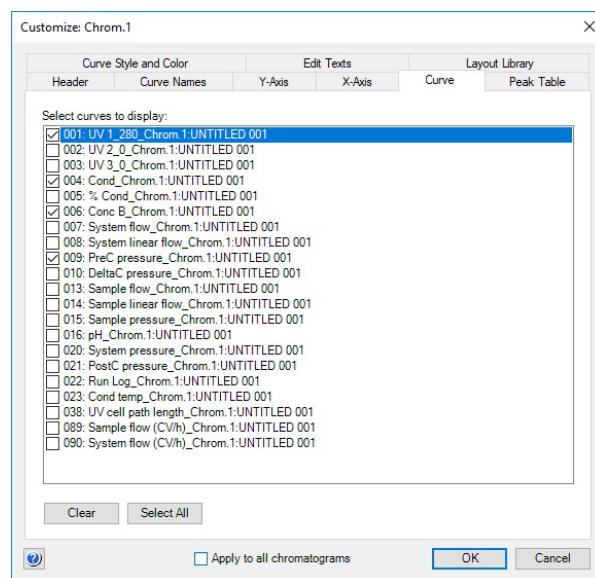 Customize: Chrom.1
Curve Style and Color Edit Texts Layout Library
Header Curve Names Y-Axis X-Axis Curve Peak Table
Select curves to display:
001: UV 1_280_Chrom.1:UNTITLED 001
002: UV 2_0_Chrom.1:UNTITLED 001
003: UV 3_0_Chrom.1:UNTITLED 001
004: Cond_Chrom.1:UNTITLED 001
005: % Cond_Chrom.1:UNTITLED 001
006: Conc B_Chrom.1:UNTITLED 001
007: System flow_Chrom.1:UNTITLED 001
008: System linear flow_Chrom.1:UNTITLED 001
009: PreC pressure_Chrom.1:UNTITLED 001
010: DeltaC pressure_Chrom.1:UNTITLED 001
013: Sample flow_Chrom.1:UNTITLED 001
014: Sample linear flow_Chrom.1:UNTITLED 001
015: Sample pressure_Chrom.1:UNTITLED 001
016: pH_Chrom.1:UNTITLED 001
020: System pressure_Chrom.1:UNTITLED 001
021: PostC pressure_Chrom.1:UNTITLED 001
022: Run Log_Chrom.1:UNTITLED 001
023: Cond temp_Chrom.1:UNTITLED 001
038: UV cell path length_Chrom.1:UNTITLED 001
089: Sample flow (CV/h)_Chrom.1:UNTITLED 001
090: System flow (CV/h)_Chrom.1:UNTITLED 001
Clear Select All
? Apply to all chromatograms OK Cancel